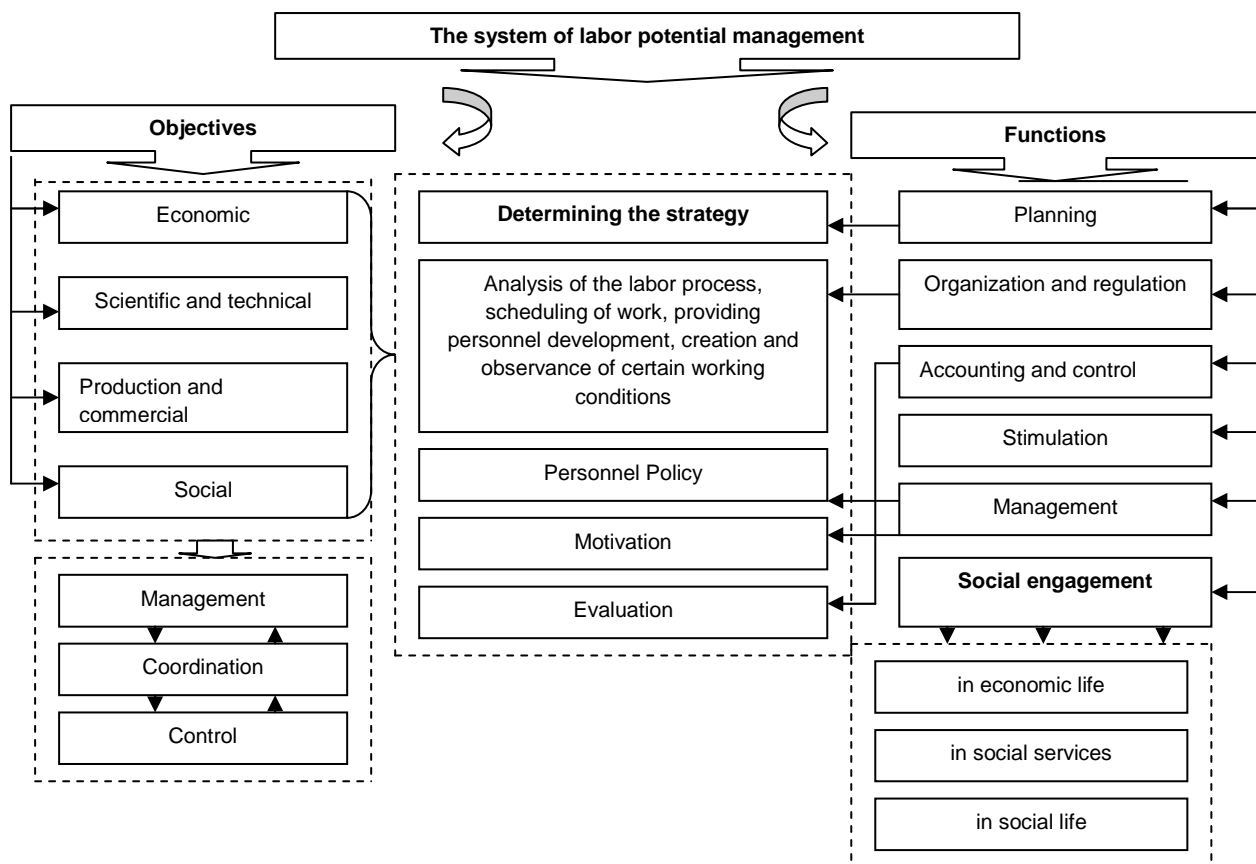 The system of labor potential management
Objectives
Economic
Scientific and technical
Production and
commercial
Social
Management
Coordination
Control
Determining the strategy
Analysis of the labor process,
scheduling of work, providing
personnel development, creation and
observance of certain working
conditions
Personnel Policy
Motivation
Evaluation
Functions
Planning
Organization and regulation
Accounting and control
Stimulation
Management
Social engagement
in economic life
in social services
in social life